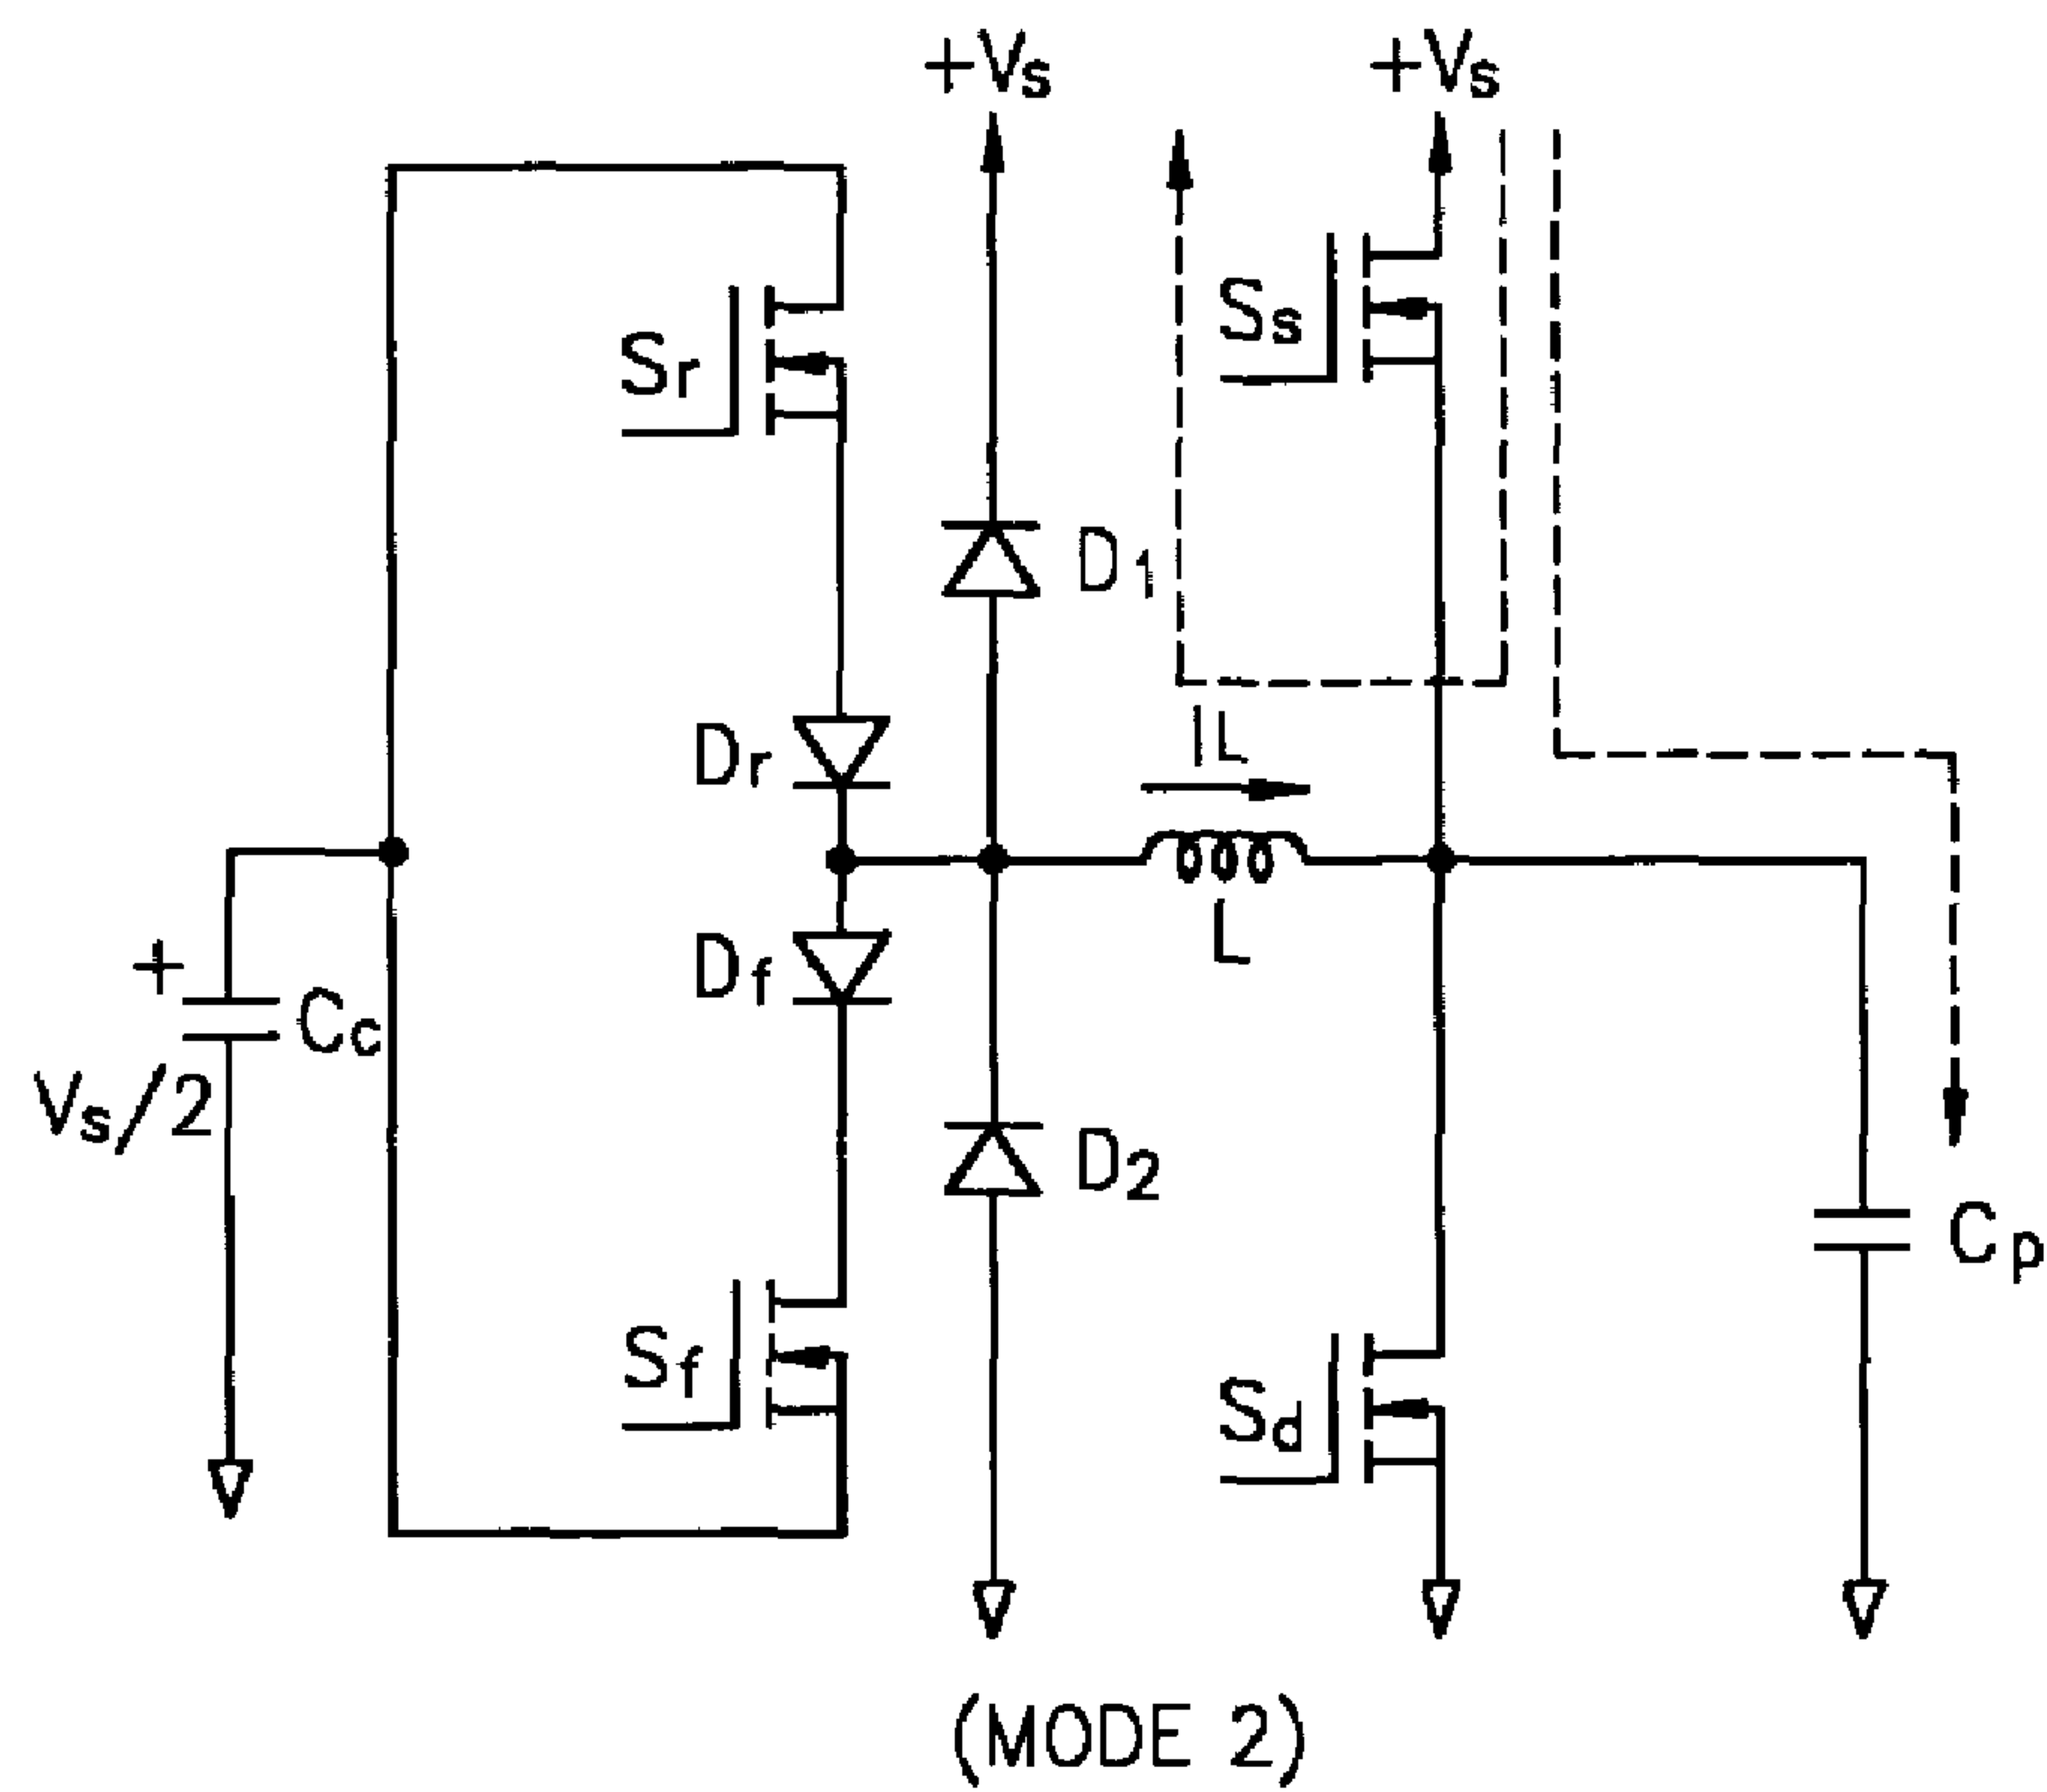 +Vs
+Vs
Ss
Sr
D1
Dr
IL
Df
L
+
Cc
Vs/2
D2
Cp
Sf
Sd
(MODE 2)